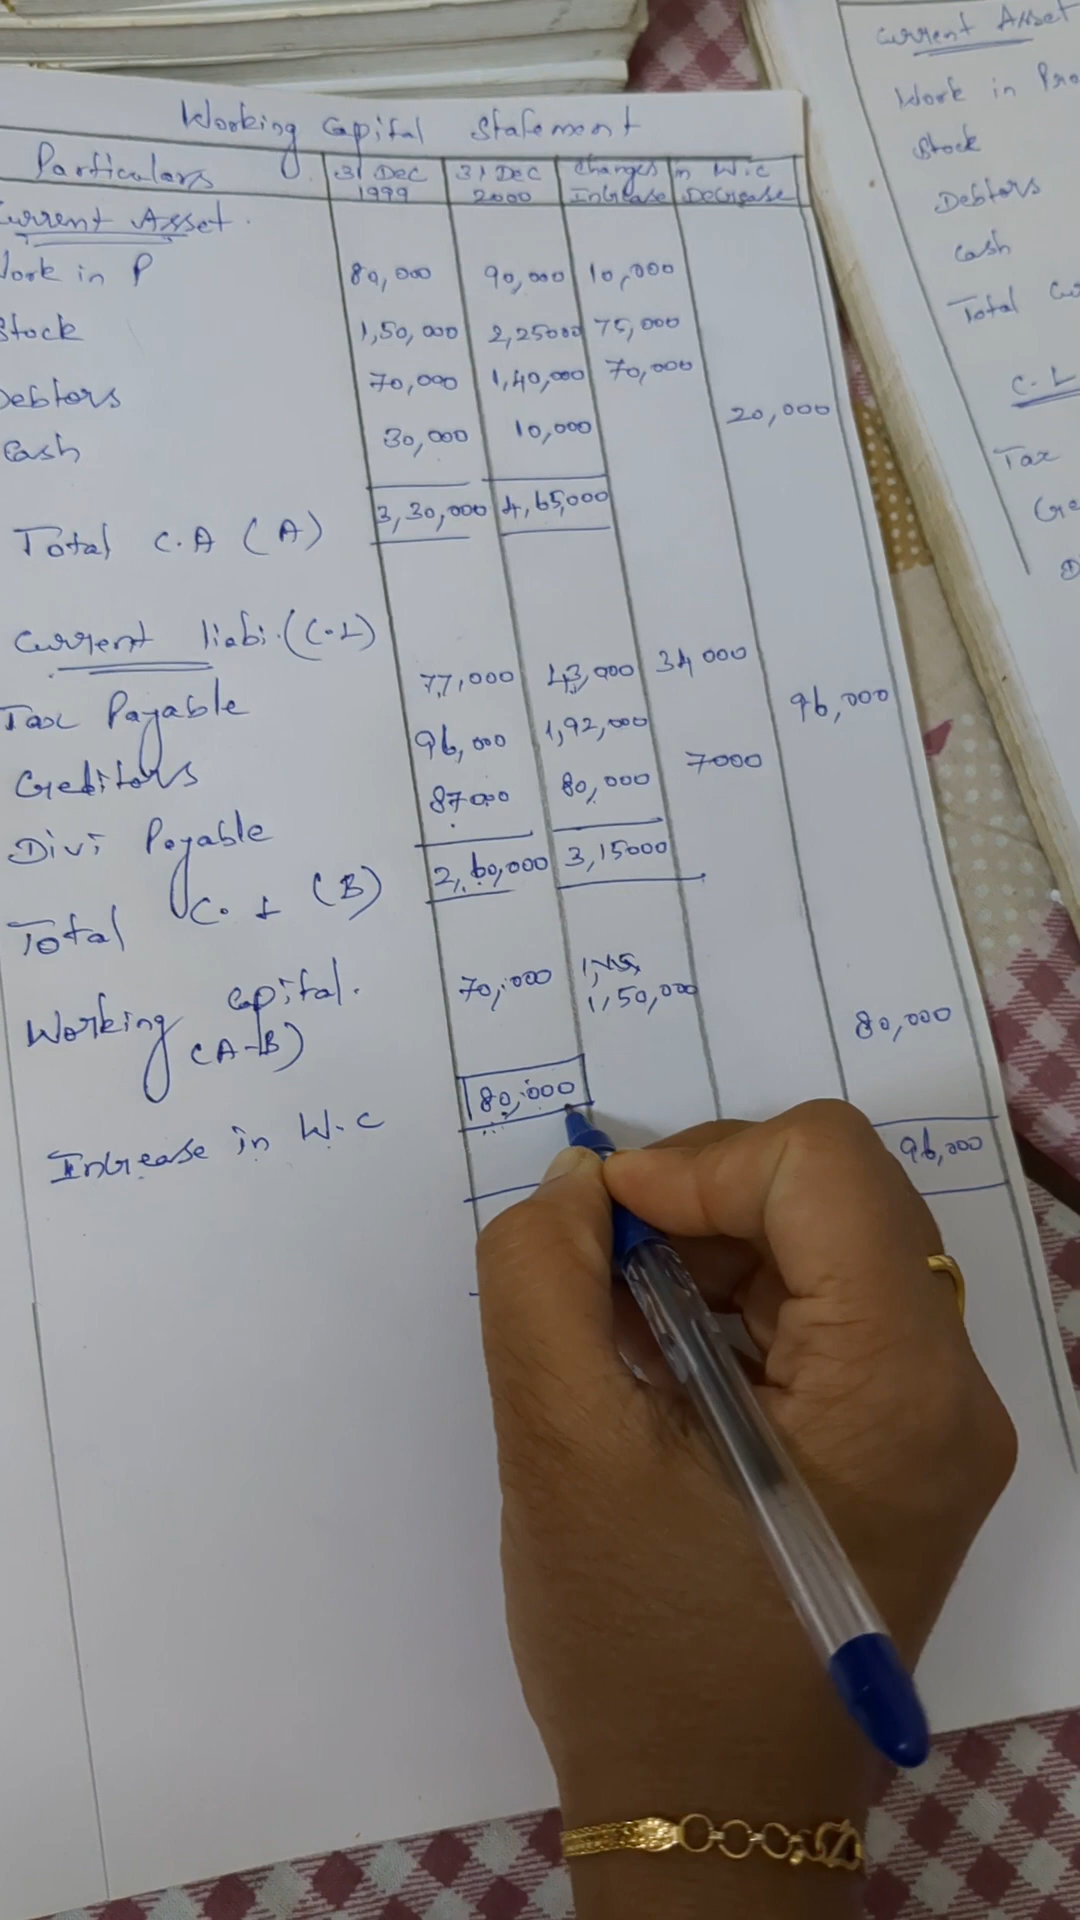 Working Capital Statement
Particulars 31 Dec 1999 31 Dec 2000 Changes in W.C Increase Decrease
Current Asset.
Work in P 80,000 90,000 10,000
Stock 1,50,000 2,25000 75,000
Debtors 70,000 1,40,000 70,000
Cash 30,000 10,000 20,000
Total C.A (A) 3,30,000 4,65,000
Current liabi.(C.L)
Tax Payable 77,000 43,000 34000
Creditors 96,000 1,92,000 96,000
Divi Payable 87000 80,000 7000
Total C.L (B) 2,60,000 3,15000
Working Capital. (A-B) 70,000 1,50,000
Increase in W.C 80,000 80,000
96,000
Current Asset
Work in Pro
Stock
Debtors
Cash
Total Cu
C.L
Tax
Cre
D